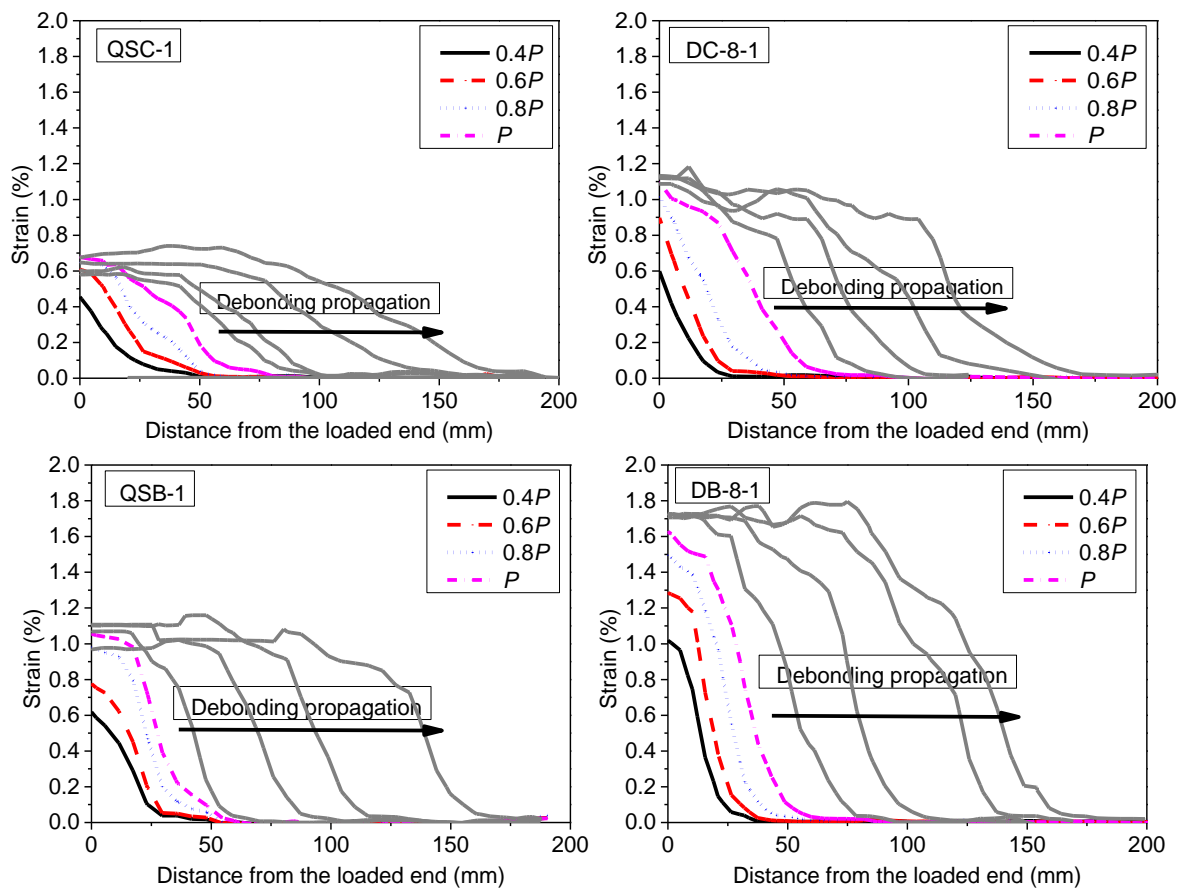 QSC-1
0.4P
0.6P
0.8P
P
2.0
1.8
1.6
1.4
1.2
1.0
0.8
0.6
0.4
0.2
0.0
Strain (%)
Debonding propagation
0 50 100 150 200
Distance from the loaded end (mm)
DC-8-1
0.4P
0.6P
0.8P
P
2.0
1.8
1.6
1.4
1.2
1.0
0.8
0.6
0.4
0.2
0.0
Strain (%)
Debonding propagation
0 50 100 150 200
Distance from the loaded end (mm)
QSB-1
0.4P
0.6P
0.8P
P
2.0
1.8
1.6
1.4
1.2
1.0
0.8
0.6
0.4
0.2
0.0
Strain (%)
Debonding propagation
0 50 100 150 200
Distance from the loaded end (mm)
DB-8-1
0.4P
0.6P
0.8P
P
2.0
1.8
1.6
1.4
1.2
1.0
0.8
0.6
0.4
0.2
0.0
Strain (%)
Debonding propagation
0 50 100 150 200
Distance from the loaded end (mm)